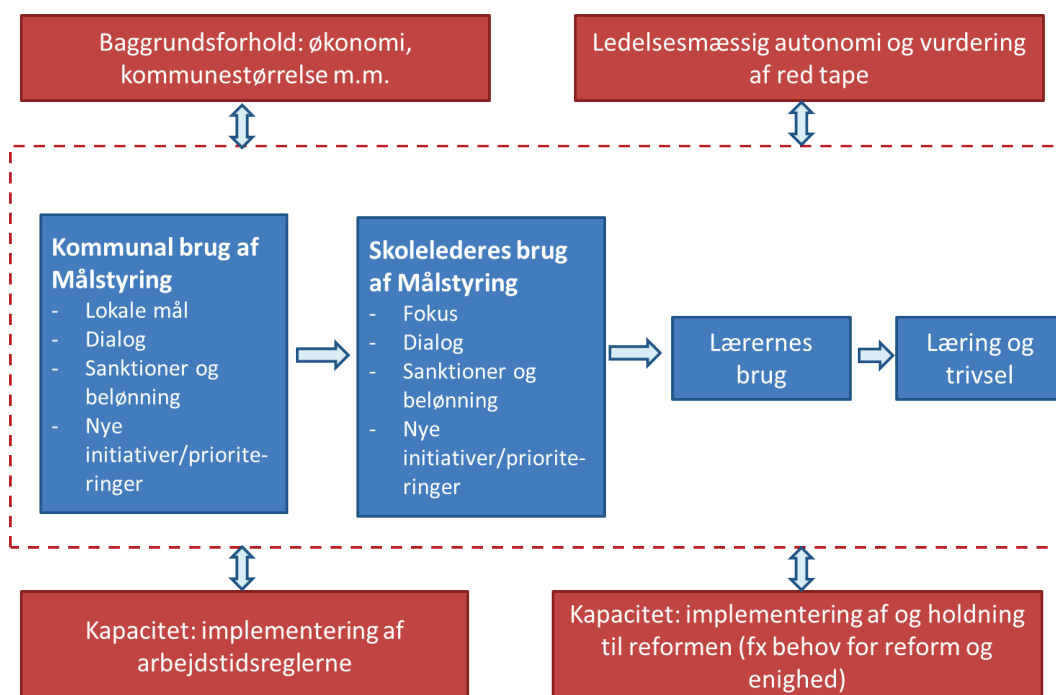 Baggrundsforhold: økonomi,
kommunestørrelse m.m.
Ledelsesmæssig autonomi og vurdering
af red tape
Kommunal brug af
Målstyring
- Lokale mål
- Dialog
- Sanktioner og
belønning
- Nye
initiativer/priorite-
ringer
Skolelederes brug
af Målstyring
- Fokus
- Dialog
- Sanktioner og
belønning
- Nye
initiativer/priorite-
ringer
Lærernes
brug
Læring og
trivsel
Kapacitet: implementering af
arbejdstidsreglerne
Kapacitet: implementering af og holdning
til reformen (fx behov for reform og
enighed)